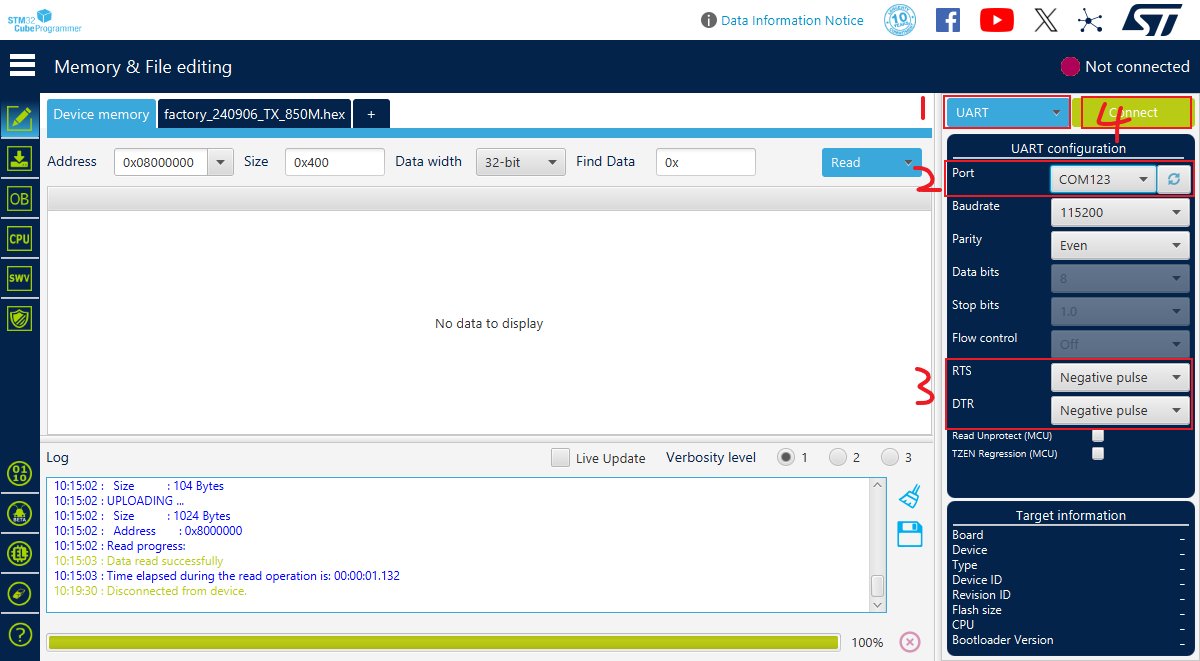 STM32
CubeProgrammer
Data Information Notice
10 YEARS
ST
Memory & File editing
Not connected
Device memory
factory_240906_TX_850M.hex
+
1
UART
Connect
4
Address 0x08000000 Size 0x400 Data width 32-bit Find Data 0x Read
2
UART configuration
Port COM123
Baudrate 115200
Parity Even
Data bits 8
Stop bits 1.0
Flow control Off
3
RTS Negative pulse
DTR Negative pulse
Read Unprotect (MCU)
TZEN Regression (MCU)
OB
CPU
SWV
No data to display
Log Live Update Verbosity level 1 2 3
10:15:02 : Size : 104 Bytes
10:15:02 : UPLOADING ...
10:15:02 : Size : 1024 Bytes
10:15:02 : Address : 0x8000000
10:15:02 : Read progress:
10:15:03 : Data read successfully
10:15:03 : Time elapsed during the read operation is: 00:00:01.132
10:19:30 : Disconnected from device.
100%
01
10
BETA
EL
?
Target information
Board –
Device –
Type –
Device ID –
Revision ID –
Flash size –
CPU –
Bootloader Version –